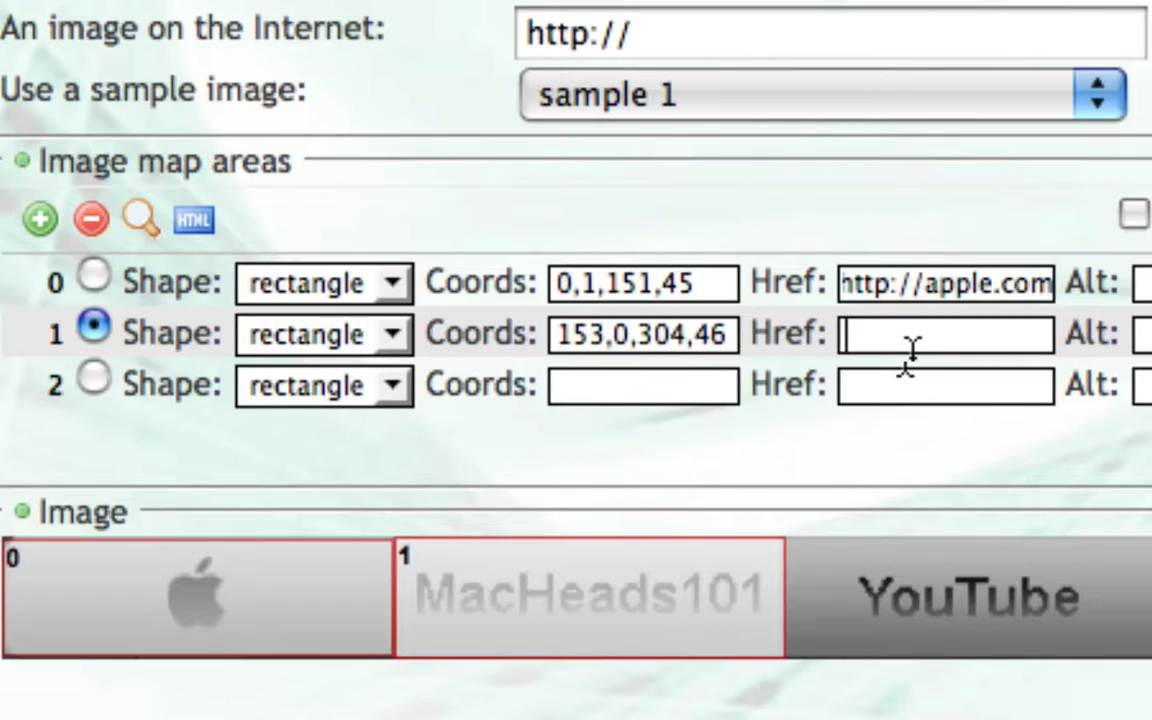 An image on the Internet: http://
Use a sample image: sample 1
Image map areas
HTML
0 Shape: rectangle Coords: 0,1,151,45 Href: http://apple.com Alt:
1 Shape: rectangle Coords: 153,0,304,46 Href: Alt:
2 Shape: rectangle Coords: Href: Alt:
Image
0 1 MacHeads101 YouTube